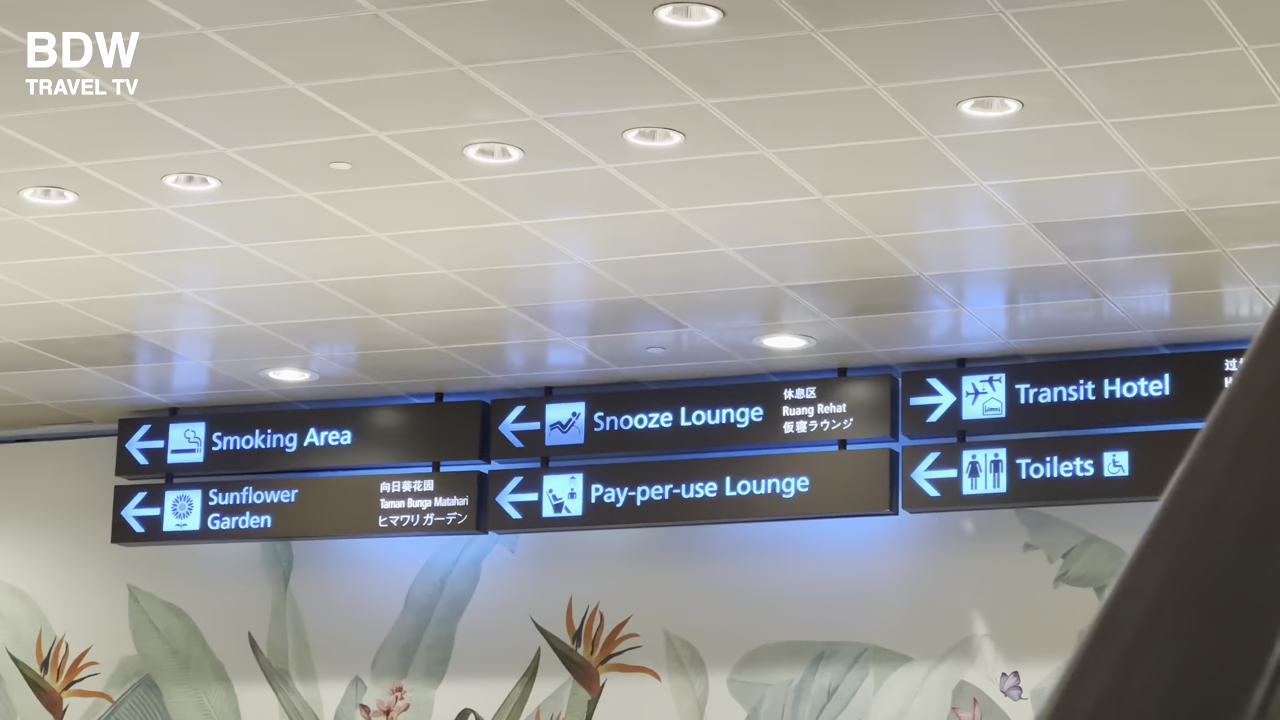 BDW
TRAVEL TV
Smoking Area
Sunflower
Garden
向日葵花园
Taman Bunga Matahari
ヒマワリガーデン
Snooze Lounge
休息区
Ruang Rehat
仮寝ラウンジ
Pay-per-use Lounge
Transit Hotel
Toilets